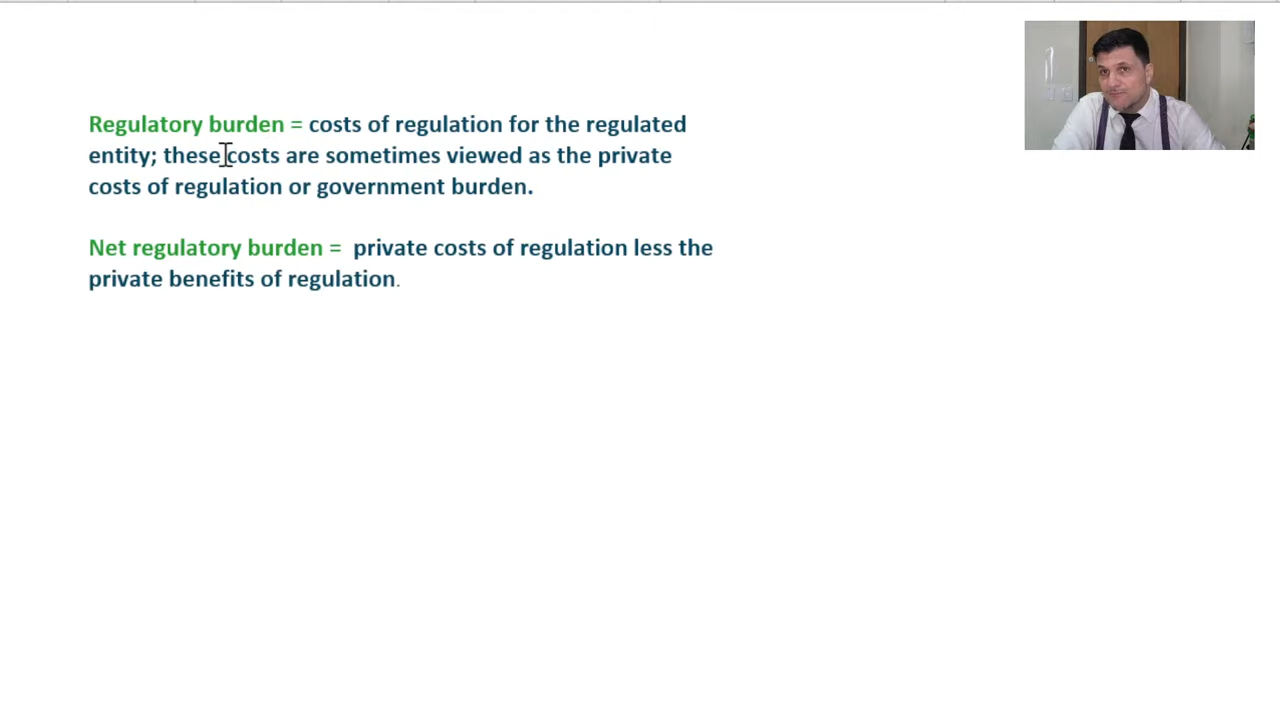 Regulatory burden = costs of regulation for the regulated
entity; these costs are sometimes viewed as the private
costs of regulation or government burden.
Net regulatory burden =  private costs of regulation less the
private benefits of regulation.